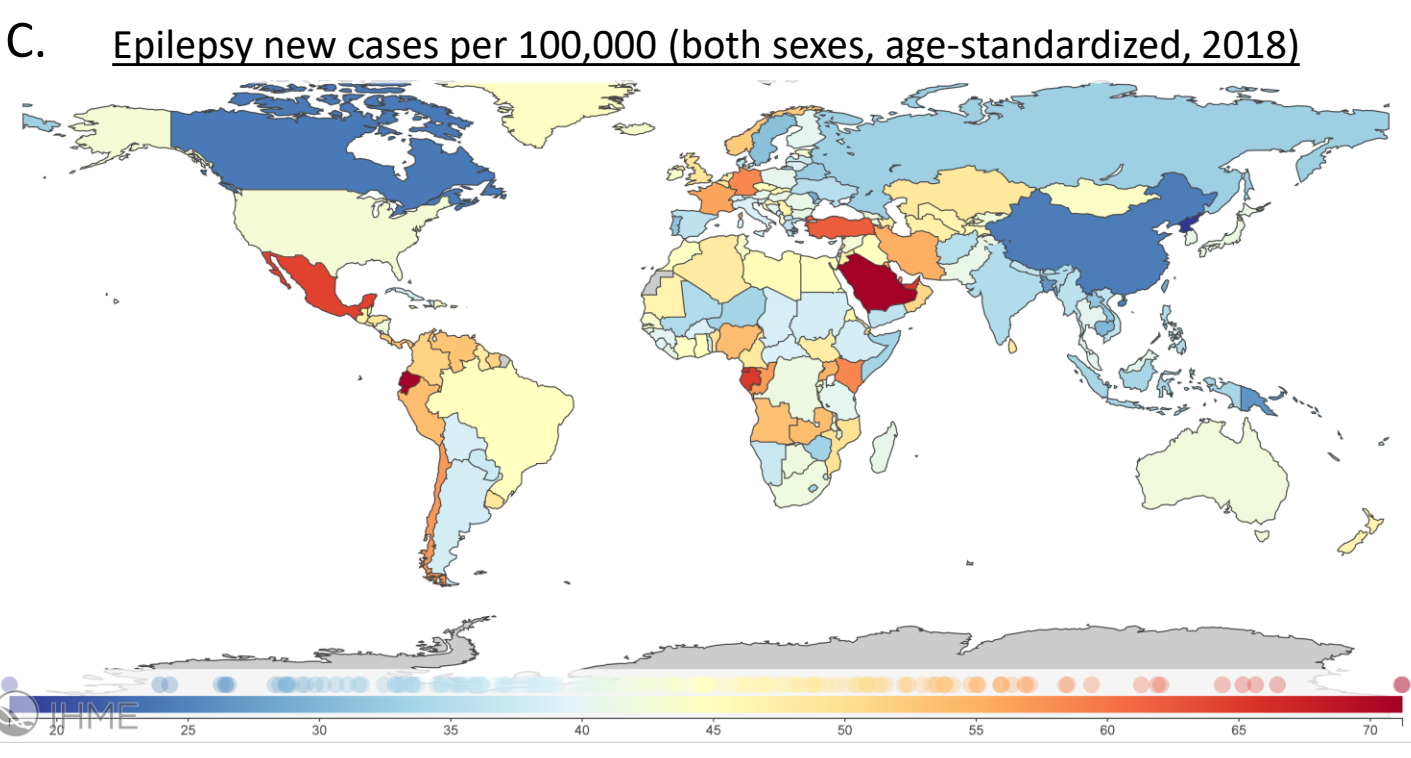 C. Epilepsy new cases per 100,000 (both sexes, age-standardized, 2018)
IHME
20 25 30 35 40 45 50 55 60 65 70